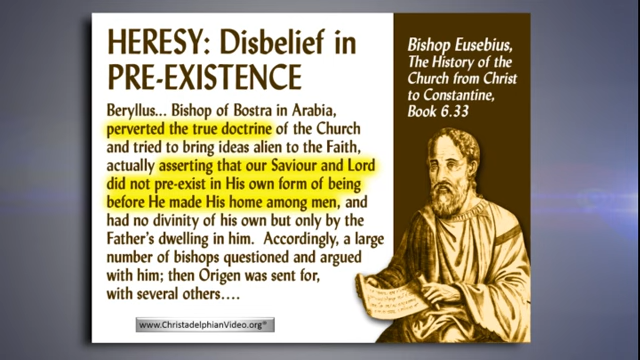 HERESY: Disbelief in
PRE-EXISTENCE
Beryllus... Bishop of Bostra in Arabia,
perverted the true doctrine of the Church
and tried to bring ideas alien to the Faith,
actually asserting that our Saviour and Lord
did not pre-exist in His own form of being
before He made His home among men, and
had no divinity of his own but only by the
Father's dwelling in him.  Accordingly, a large
number of bishops questioned and argued
with him; then Origen was sent for,
with several others....
www.ChristadelphianVideo.org®
Bishop Eusebius,
The History of the
Church from Christ
to Constantine,
Book 6.33